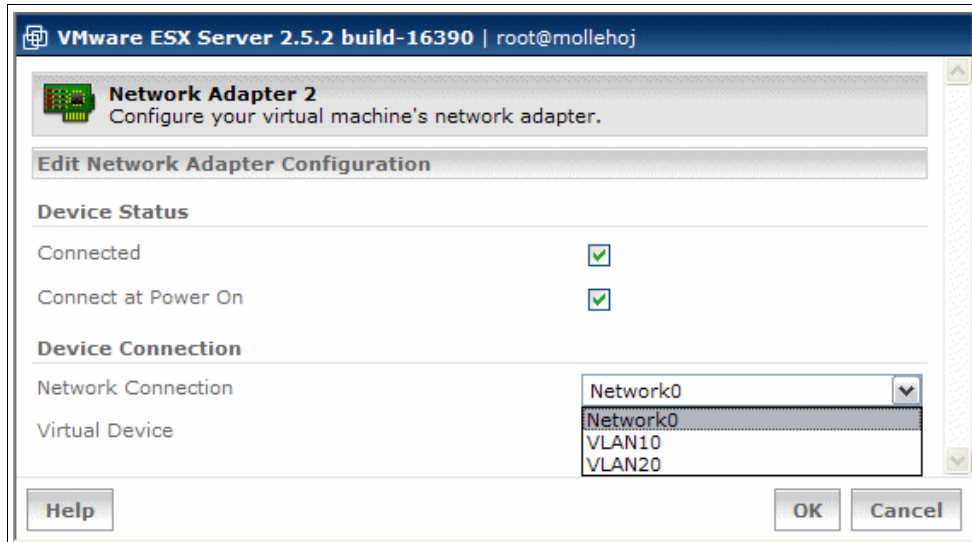 VMware ESX Server 2.5.2 build-16390 | root@mollehoj
Network Adapter 2
Configure your virtual machine's network adapter.
Edit Network Adapter Configuration
Device Status
Connected
Connect at Power On
Device Connection
Network Connection
Network0
Network0
Virtual Device
VLAN10
VLAN20
Help
OK
Cancel